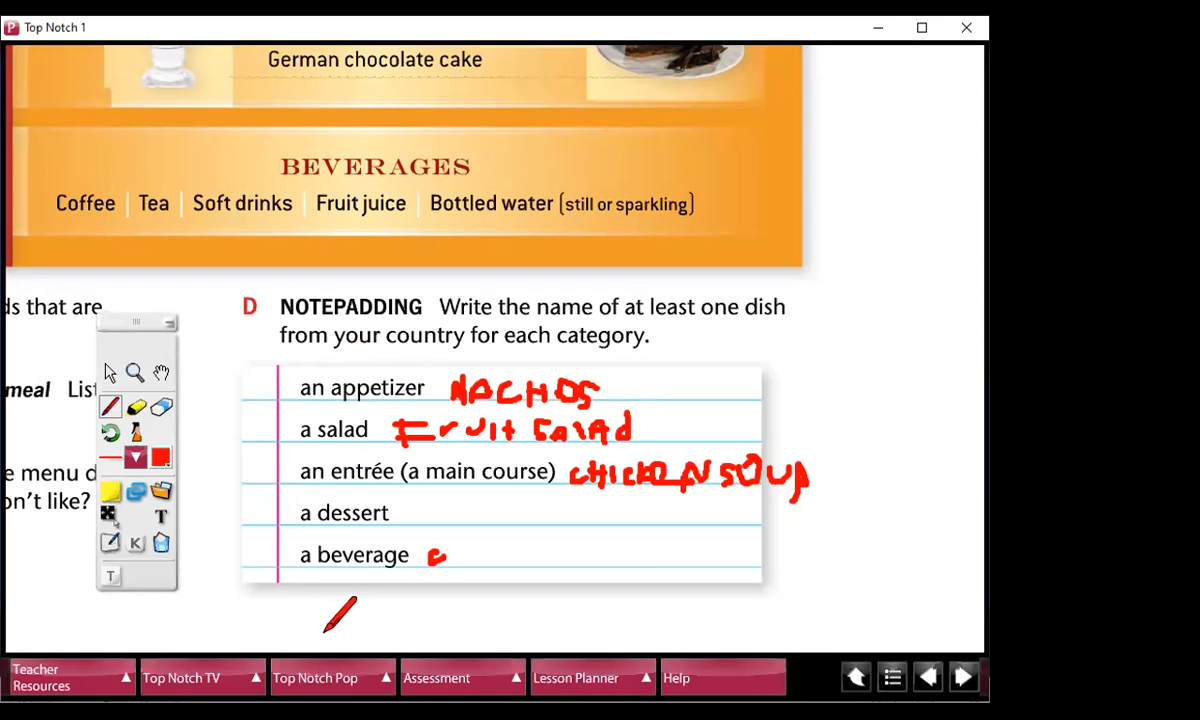 Top Notch 1
German chocolate cake
BEVERAGES
Coffee | Tea | Soft drinks | Fruit juice | Bottled water (still or sparkling)
ds that are
meal List
e menu d
on't like?
D NOTEPADDING Write the name of at least one dish
from your country for each category.
an appetizer NACHOS
a salad Fruit Salad
an entrée (a main course) CHICKEN SOUP
a dessert
a beverage
K
T
T
Teacher
Resources
Top Notch TV
Top Notch Pop
Assessment
Lesson Planner
Help